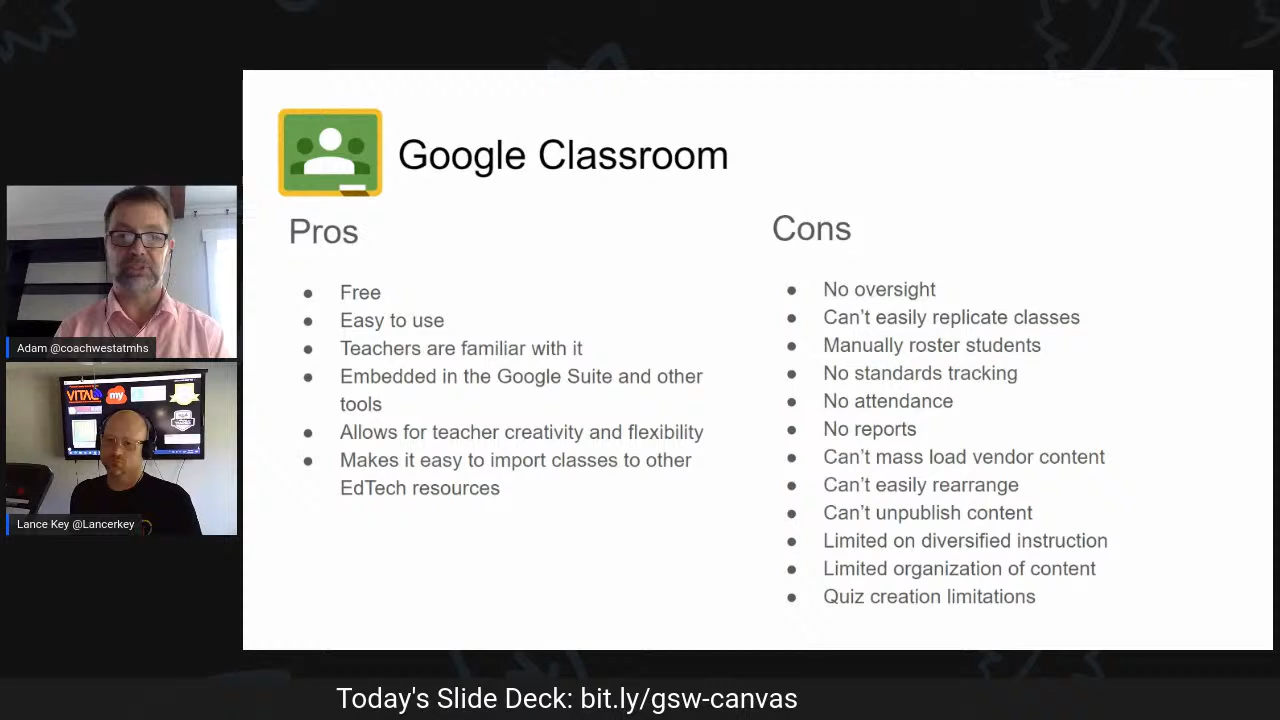 Google Classroom
Pros
Free
Easy to use
Teachers are familiar with it
Embedded in the Google Suite and other
tools
Allows for teacher creativity and flexibility
Makes it easy to import classes to other
EdTech resources
Cons
No oversight
Can't easily replicate classes
Manually roster students
No standards tracking
No attendance
No reports
Can't mass load vendor content
Can't easily rearrange
Can't unpublish content
Limited on diversified instruction
Limited organization of content
Quiz creation limitations
Adam @coachwestatmhs
VITAL
my
Lance Key @Lancerkey
Today's Slide Deck: bit.ly/gsw-canvas